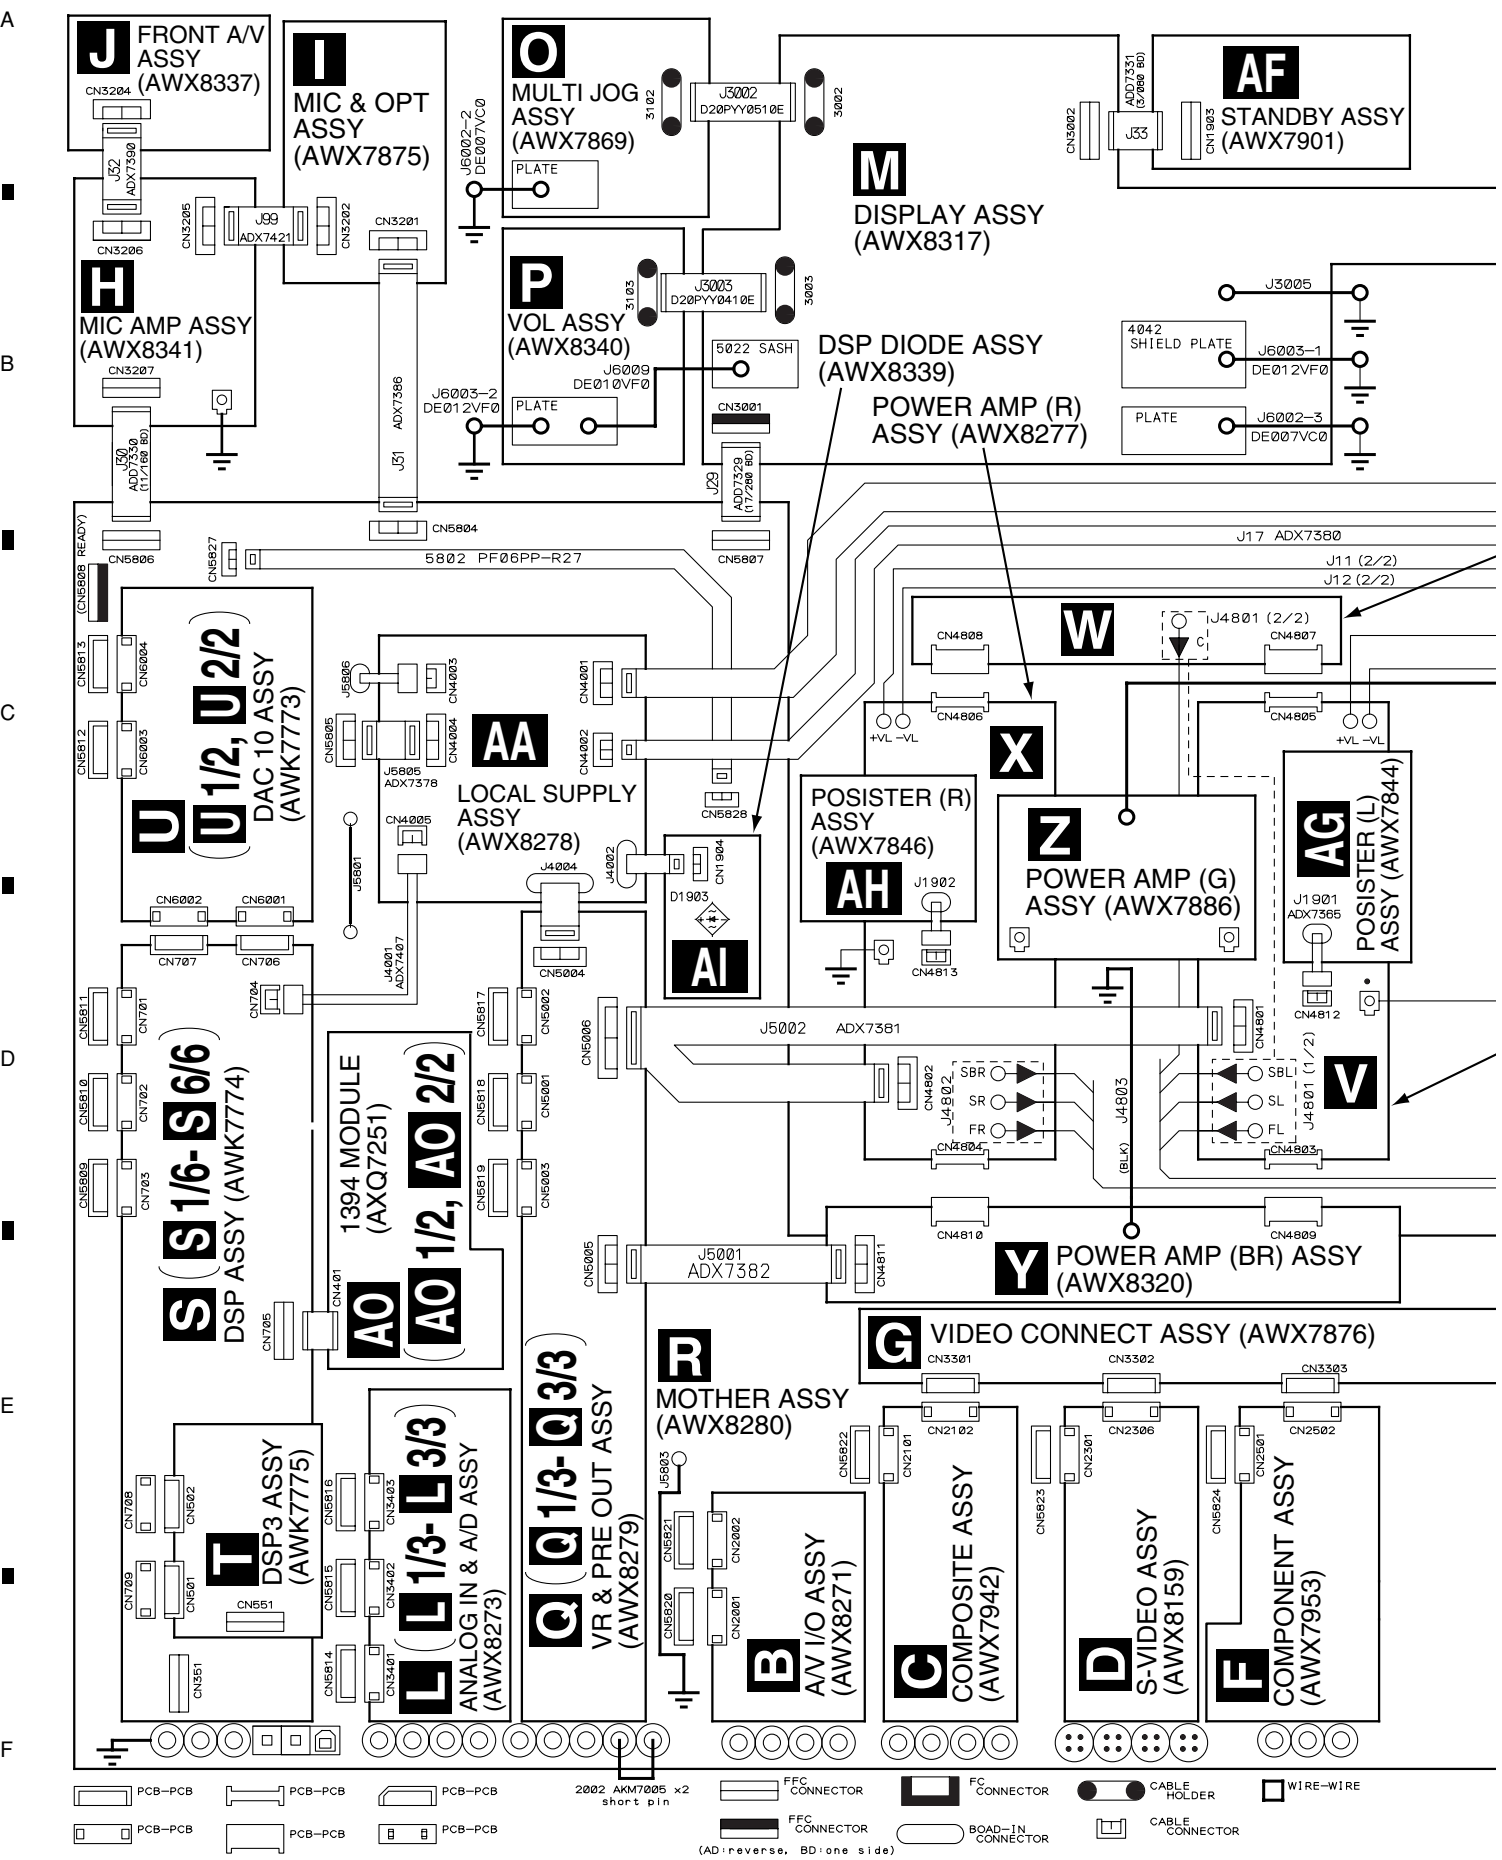 A
B
C
D
E
F
J
FRONT A/V
ASSY
(AWX8337)
CN3204
J32
ADX7390
CN3206
I
MIC & OPT
ASSY
(AWX7875)
CN3205
J99
ADX7421
CN3202
CN3201
H
MIC AMP ASSY
(AWX8341)
CN3207
J30
ADD7330
(11/160 BD)
J31
ADX7386
O
MULTI JOG
ASSY
(AWX7869)
PLATE
J6002-2
DE007VC0
3102
J3002
D20PYY0510E
3002
P
VOL ASSY
(AWX8340)
J6009
DE010VF0
PLATE
J6003-2
DE012VF0
3103
J3003
D20PYY0410E
3003
5022 SASH
CN3001
J29
ADD7329
(17/280 BD)
M
DISPLAY ASSY
(AWX8317)
CN3002
ADD7331
(3/080 BD)
J33
CN1903
AF
STANDBY ASSY
(AWX7901)
J3005
4042
SHIELD PLATE
J6003-1
DE012VF0
PLATE
J6002-3
DE007VC0
DSP DIODE ASSY
(AWX8339)
POWER AMP (R)
ASSY (AWX8277)
J17 ADX7380
J11 (2/2)
J12 (2/2)
(CN5808 READY)
CN5806
CN5827
5802 PF06PP-R27
CN5804
CN5807
CN5813
CN6004
CN5812
CN6003
U
U 1/2, U 2/2
DAC 10 ASSY
(AWK7773)
CN6002
CN6001
CN707
CN706
J5806
CN4003
CN5805
CN4004
J5805
ADX7378
J5801
CN4005
J4001
ADX7407
CN704
AA
LOCAL SUPPLY
ASSY
(AWX8278)
CN4001
CN4002
J4002
J4004
CN5004
CN5828
CN1904
D1903
AI
W
CN4808
J4801 (2/2)
C
CN4807
CN4806
CN4805
+VL -VL
+VL -VL
X
POSISTER (R)
ASSY
(AWX7846)
AH
J1902
CN4813
Z
POWER AMP (G)
ASSY (AWX7886)
AG
POSISTER (L)
ASSY (AWX7844)
J1901
ADX7365
CN4812
CN5811
CN701
CN5810
CN702
CN5809
CN703
S
S 1/6- S 6/6
DSP ASSY (AWK7774)
1394 MODULE
(AXQ7251)
AO
AO 1/2, AO 2/2
CN401
CN705
CN5817
CN5002
CN5818
CN5001
CN5819
CN5003
CN5006
J5002 ADX7381
CN4801
CN4802
J4802
SBR
SR
FR
CN4804
J4803
(BLK)
SBL
SL
FL
J4801 (1/2)
CN4803
V
CN5005
J5001
ADX7382
CN4811
CN4810
CN4809
Y
POWER AMP (BR) ASSY
(AWX8320)
G
VIDEO CONNECT ASSY (AWX7876)
CN3301
CN3302
CN3303
CN2102
CN2306
CN2502
R
MOTHER ASSY
(AWX8280)
J5803
CN5822
CN2101
CN5823
CN2301
CN5824
CN2501
CN708
CN502
CN709
CN501
T
DSP3 ASSY
(AWK7775)
CN551
CN351
CN5816
CN3403
CN5815
CN3402
CN5814
CN3401
L
L 1/3- L 3/3
ANALOG IN & A/D ASSY
(AWX8273)
Q
Q 1/3- Q 3/3
VR & PRE OUT ASSY
(AWX8279)
CN5821
CN2002
CN5820
CN2001
B
A/V I/O ASSY
(AWX8271)
C
COMPOSITE ASSY
(AWX7942)
D
S-VIDEO ASSY
(AWX8159)
F
COMPONENT ASSY
(AWX7953)
2002 AKM7005 x2
short pin
PCB-PCB
PCB-PCB
PCB-PCB
FFC
CONNECTOR
FC
CONNECTOR
CABLE
HOLDER
WIRE-WIRE
PCB-PCB
PCB-PCB
PCB-PCB
FFC
CONNECTOR
BOAD-IN
CONNECTOR
CABLE
CONNECTOR
(AD:reverse, BD:one side)